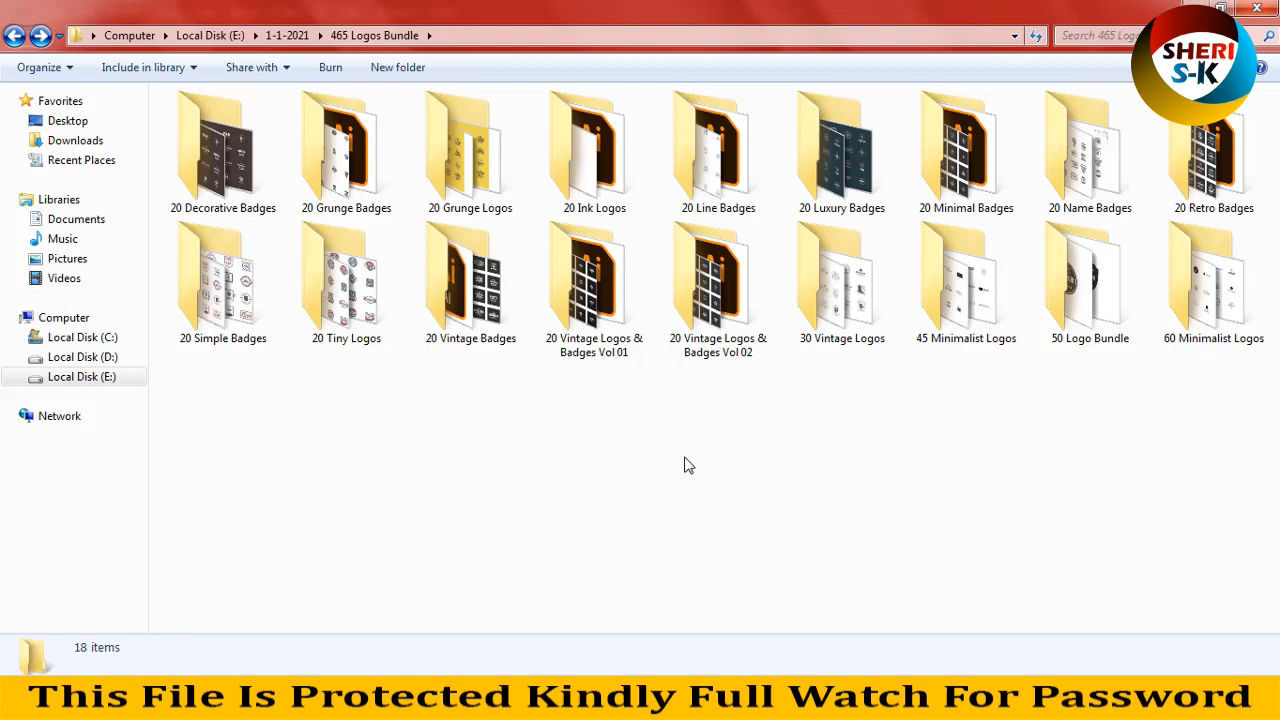 Computer Local Disk (E:) 1-1-2021 465 Logos Bundle
Search 465
SHERI
S-K
Organize Include in library Share with Burn New folder
Favorites
Desktop
Downloads
Recent Places
Libraries
Documents
Music
Pictures
Videos
Computer
Local Disk (C:)
Local Disk (D:)
Local Disk (E:)
Network
20 Decorative Badges 20 Grunge Badges 20 Grunge Logos 20 Ink Logos 20 Line Badges 20 Luxury Badges 20 Minimal Badges 20 Name Badges 20 Retro Badges
20 Simple Badges 20 Tiny Logos 20 Vintage Badges 20 Vintage Logos & 20 Vintage Logos & 30 Vintage Logos 45 Minimalist Logos 50 Logo Bundle 60 Minimalist Logos
Badges Vol 01 Badges Vol 02
18 items
This File Is Protected Kindly Full Watch For Password